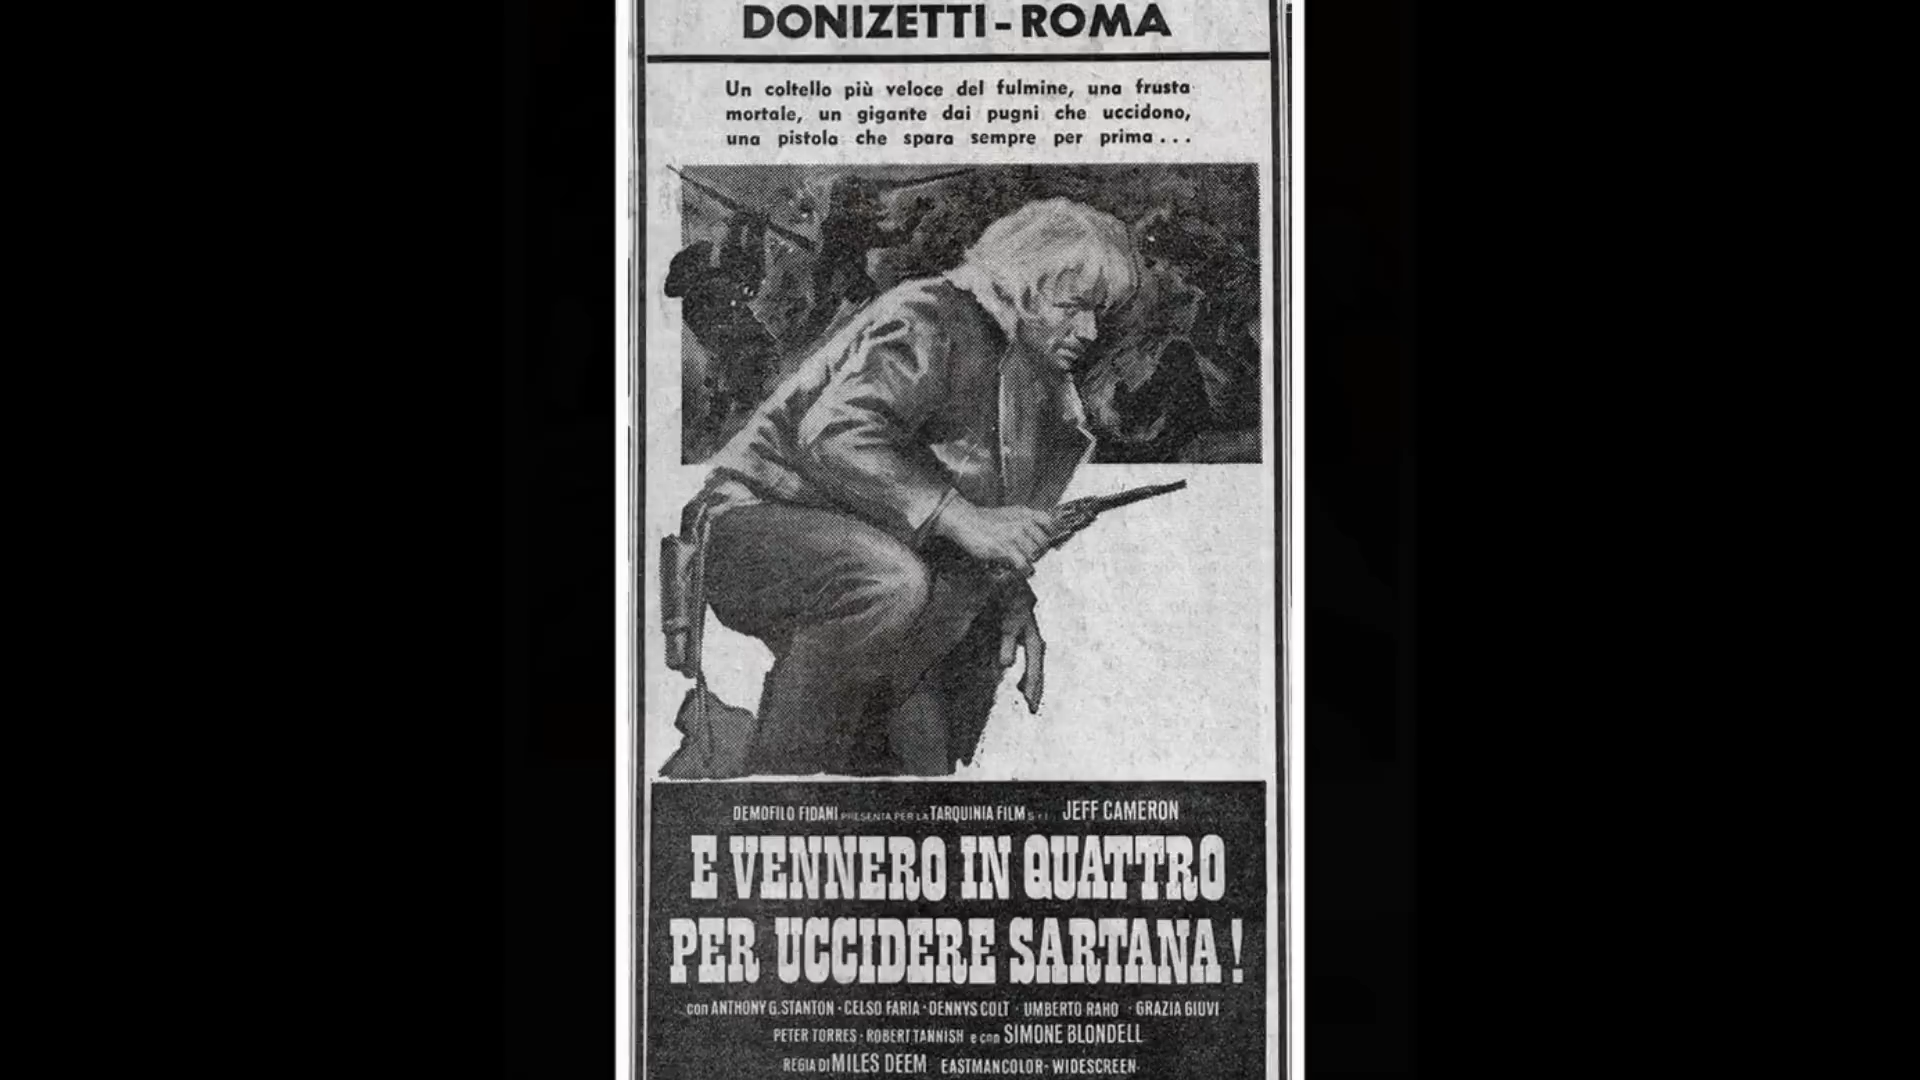 DONIZETTI - ROMA
Un coltello più veloce del fulmine, una frusta
mortale, un gigante dai pugni che uccidono,
una pistola che spara sempre per prima...
DEMOFILO FIDANI PRESENTA PER LA TARQUINIA FILM S.r.l. JEFF CAMERON
E VENNERO IN QUATTRO
PER UCCIDERE SARTANA!
con ANTHONY G. STANTON · CELSO FARIA · DENNYS COLT · UMBERTO RAHO · GRAZIA GIUVI
PETER TORRES · ROBERT TANNISH e con SIMONE BLONDELL
REGIA DI MILES DEEM EASTMANCOLOR - WIDESCREEN